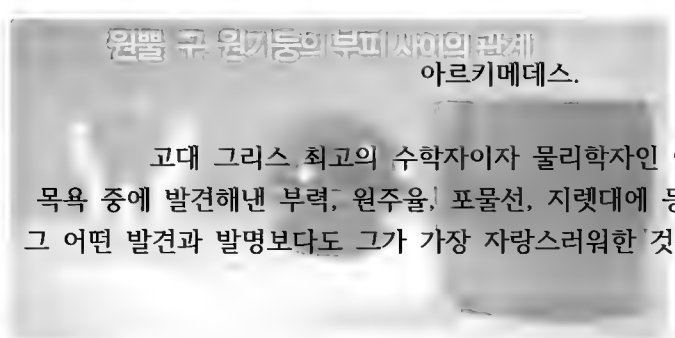 원뿔 구 원기둥의 부피 사이의 관계
아르키메데스.
고대 그리스 최고의 수학자이자 물리학자인
목욕 중에 발견해낸 부력, 원주율, 포물선, 지렛대에
그 어떤 발견과 발명보다도 그가 가장 자랑스러워한 것